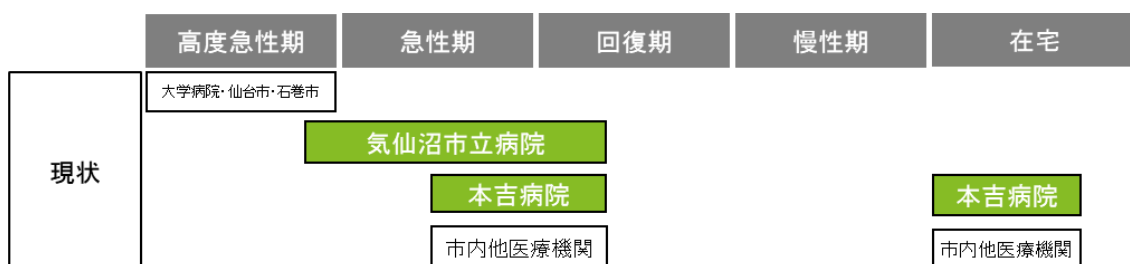 高度急性期
急性期
回復期
慢性期
在宅
現状
大学病院・仙台市・石巻市
気仙沼市立病院
本吉病院
本吉病院
市内他医療機関
市内他医療機関